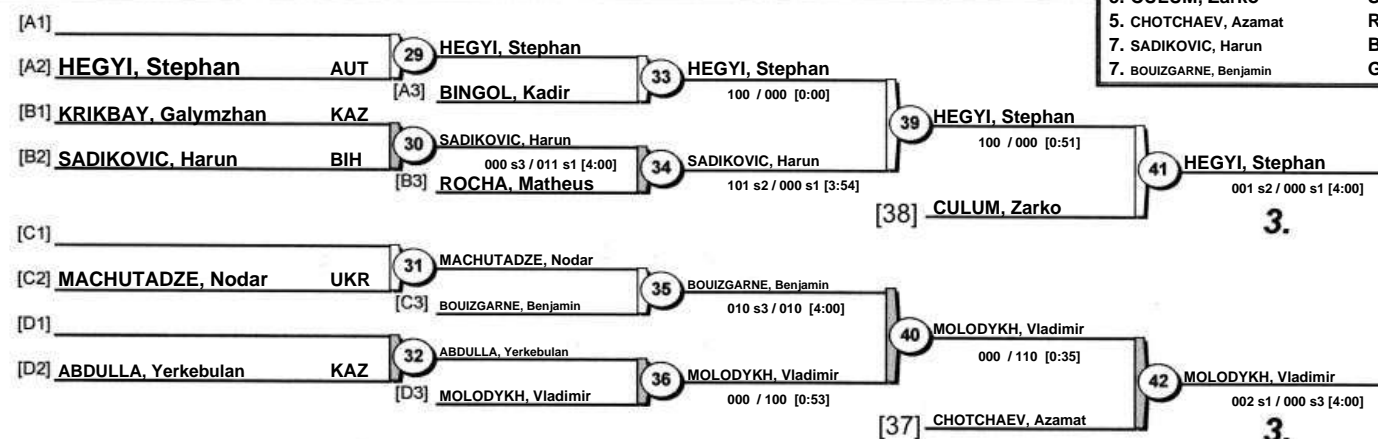 5. CHOTCHAEV, Azamat R
7. SADIKOVIC, Harun B
7. BOUIZGARNE, Benjamin G
[A1]
[A2] HEGYI, Stephan AUT
29
HEGYI, Stephan
[A3] BINGOL, Kadir
33
HEGYI, Stephan
100 / 000 [0:00]
[B1] KRIKBAY, Galymzhan KAZ
[B2] SADIKOVIC, Harun BIH
30
SADIKOVIC, Harun
000 s3 / 011 s1 [4:00]
[B3] ROCHA, Matheus
34
SADIKOVIC, Harun
101 s2 / 000 s1 [3:54]
39
HEGYI, Stephan
100 / 000 [0:51]
[38] CULUM, Zarko
41
HEGYI, Stephan
001 s2 / 000 s1 [4:00]
3.
[C1]
[C2] MACHUTADZE, Nodar UKR
31
MACHUTADZE, Nodar
[C3] BOUIZGARNE, Benjamin
35
BOUIZGARNE, Benjamin
010 s3 / 010 [4:00]
[D1]
[D2] ABDULLA, Yerkebulan KAZ
32
ABDULLA, Yerkebulan
[D3] MOLODYKH, Vladimir
36
MOLODYKH, Vladimir
000 / 100 [0:53]
40
MOLODYKH, Vladimir
000 / 110 [0:35]
[37] CHOTCHAEV, Azamat
42
MOLODYKH, Vladimir
002 s1 / 000 s3 [4:00]
3.